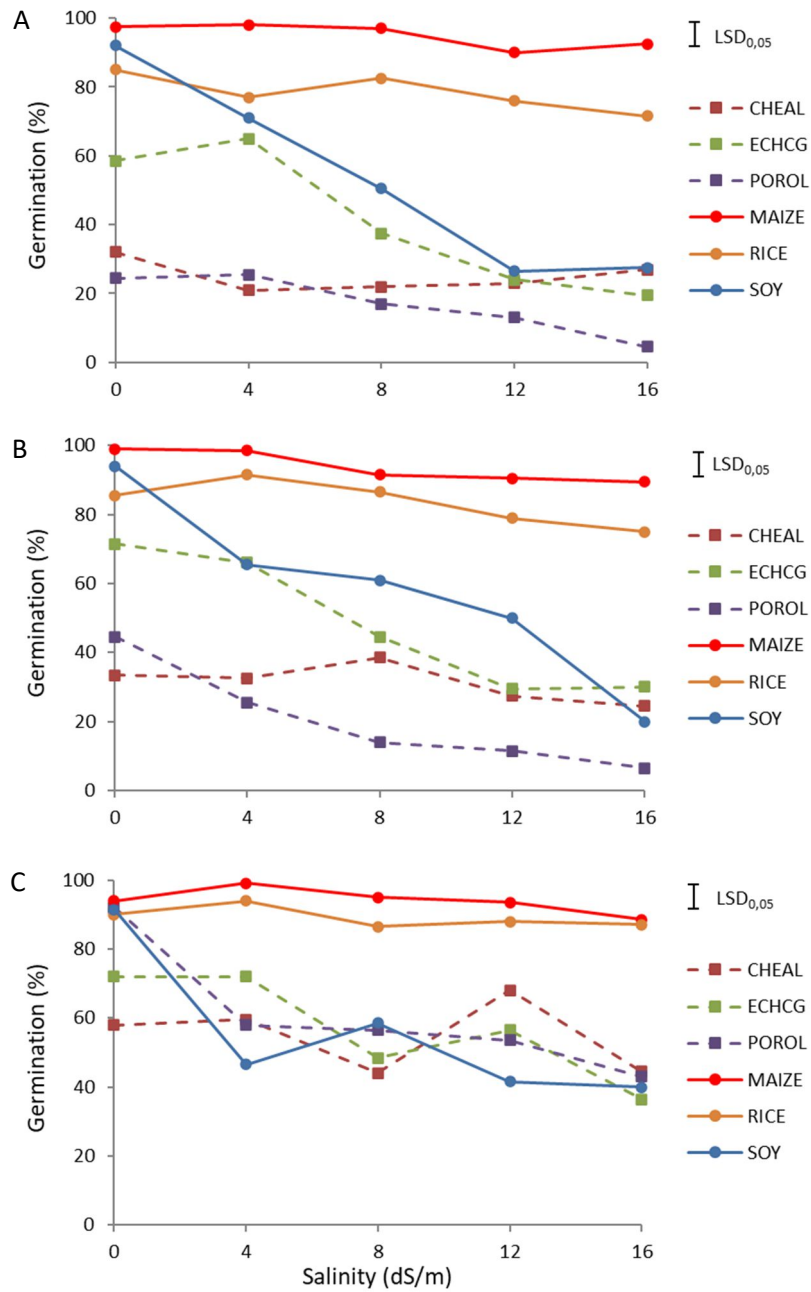 A
LSD0,05
100
80
60
40
20
0
Germination (%)
0 4 8 12 16
CHEAL
ECHCG
POROL
MAIZE
RICE
SOY
B
LSD0,05
100
80
60
40
20
0
Germination (%)
0 4 8 12 16
CHEAL
ECHCG
POROL
MAIZE
RICE
SOY
C
LSD0,05
100
80
60
40
20
0
Germination (%)
0 4 8 12 16
Salinity (dS/m)
CHEAL
ECHCG
POROL
MAIZE
RICE
SOY